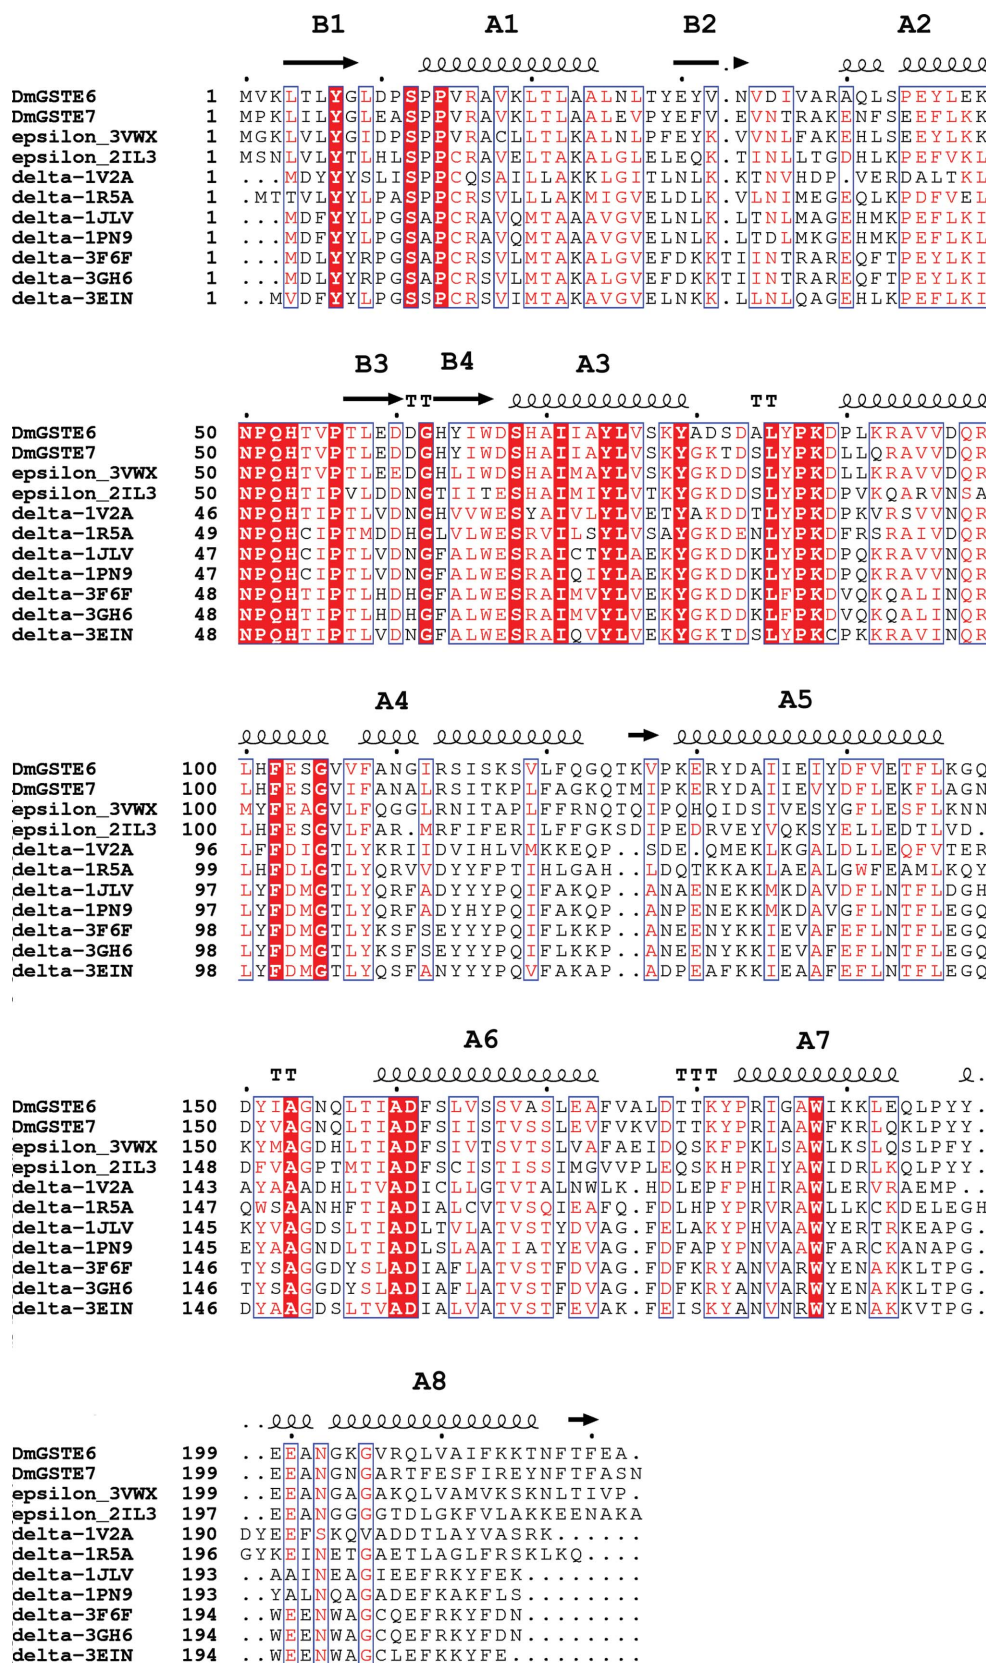 B1 A1 B2 A2
DmGSTE6 1 MVKLTLYGLDPSPPVRAVKLTLAALNLTYEYV.NVDIVARAQLSPEYLEK
DmGSTE7 1 MPKLILYGLEASPPVRAVKLTLAALEVPYEFV.EVNTRAKENFSEEFLKK
epsilon_3VWX 1 MGKLVLYGIDPSPPVRACLLTLKALNLPFEYK.VVNLFAKEHLSEEYLKK
epsilon_2IL3 1 MSNLVLYTLHLSPPCRAVELTAKALGLELEQK.TINLLTGDHLKPEFVKL
delta-1V2A 1 ...MDYYYSLISPPCQSAILLAKKLGITLNLK.KTNVHDP.VERDALTKL
delta-1R5A 1 .MTTVLYYLPASPPCRSVLLLAKMIGVELDLK.VLNIMEGEQLKPDFVEL
delta-1JLV 1 ...MDFYYLPGSAPCRAVQMTAAAVGVELNLK.LTNLMAGEHMKPEFLKI
delta-1PN9 1 ...MDFYYLPGSAPCRAVQMTAAAVGVELNLK.LTDLMKGEHMKPEFLKL
delta-3F6F 1 ...MDLYYRPGSAPCRSVLMTAKALGVEFDKKTIINTRAREQFTPEYLKI
delta-3GH6 1 ...MDLYYRPGSAPCRSVLMTAKALGVEFDKKTIINTRAREQFTPEYLKI
delta-3EIN 1 ..MVDFYYLPGSSPCRSVIMTAKAVGVELNKK.LLNLQAGEHLKPEFLKI
B3 B4 A3
TT TT
DmGSTE6 50 NPQHTVPTLEDDGHYIWDSHAIIAYLVSKYADSDALYPKDPLKRAVVDQR
DmGSTE7 50 NPQHTVPTLEDDGHYIWDSHAIIAYLVSKYGKTDSLYPKDLLQRAVVDQR
epsilon_3VWX 50 NPQHTVPTLEEDGHLIWDSHAIMAYLVSKYGKDDSLYPKDLLKRAVVDQR
epsilon_2IL3 50 NPQHTIPVLDDNGTIITESHAIMIYLVTKYGKDDSLYPKDPVKQARVNSA
delta-1V2A 46 NPQHTIPTLVDNGHVVWESYAIVLYLVETYAKDDTLYPKDPKVRSVVNQR
delta-1R5A 49 NPQHCIPTMDDHGLVLWESRVILSYLVSAYGKDENLYPKDFRSRAIVDQR
delta-1JLV 47 NPQHCIPTLVDNGFALWESRAICTYLAEKYGKDDKLYPKDPQKRAVVNQR
delta-1PN9 47 NPQHCIPTLVDNGFALWESRAIQIYLAEKYGKDDKLYPKDPQKRAVVNQR
delta-3F6F 48 NPQHTIPTLHDHGFALWESRAIMVYLVEKYGKDDKLFPKDVQKQALINQR
delta-3GH6 48 NPQHTIPTLHDHGFALWESRAIMVYLVEKYGKDDKLFPKDVQKQALINQR
delta-3EIN 48 NPQHTIPTLVDNGFALWESRAIQVYLVEKYGKTDSLYPKCPKKRAVINQR
A4 A5
DmGSTE6 100 LHFESGVVFANGIRSISKSVLFQGQTKVPKERYDAIIEIYDFVETFLKGQ
DmGSTE7 100 LHFESGVIFANALRSITKPLFAGKQTMIPKERYDAIIEVYDFLEKFLAGN
epsilon_3VWX 100 MYFEAGVLFQGGLRNITAPLFFRNQTQIPQHQIDSIVESYGFLESFLKNN
epsilon_2IL3 100 LHFESGVLFAR.MRFIFERILFFGKSDIPEDRVEYVQKSYELLEDTLVD.
delta-1V2A 96 LFFDIGTLYKRIIDVIHLVMKKEQP..SDE.QMEKLKGALDLLEQFVTER
delta-1R5A 99 LHFDLGTLYQRVVDYYFPTIHLGAH..LDQTKKAKLAEALGWFEAMLKQY
delta-1JLV 97 LYFDMGTLYQRFADYYYPQIFAKQP..ANAENEKKMKDAVDFLNTFLDGH
delta-1PN9 97 LYFDMGTLYQRFADYHYPQIFAKQP..ANPENEKKMKDAVGFLNTFLEGQ
delta-3F6F 98 LYFDMGTLYKSFSEYYYPQIFLKKP..ANEENYKKIEVAFEFLNTFLEGQ
delta-3GH6 98 LYFDMGTLYKSFSEYYYPQIFLKKP..ANEENYKKIEVAFEFLNTFLEGQ
delta-3EIN 98 LYFDMGTLYQSFANYYYPQVFAKAP..ADPEAFKKIEAAFEFLNTFLEGQ
A6 A7
TT TTT
DmGSTE6 150 DYIAGNQLTIADFSLVSSVASLEAFVALDTTKYPRIGAWIKKLEQLPYY.
DmGSTE7 150 DYVAGNQLTIADFSIISTVSSLEVFVKVDTTKYPRIAAWFKRLQKLPYY.
epsilon_3VWX 150 KYMAGDHLTIADFSIVTSVTSLVAFAEIDQSKFPKLSAWLKSLQSLPFY.
epsilon_2IL3 148 DFVAGPTMTIADFSCISTISSIMGVVPLEQSKHPRIYAWIDRLKQLPYY.
delta-1V2A 143 AYAAADHLTVADICLLGTVTALNWLK.HDLEPFPHIRAWLERVRAEMP..
delta-1R5A 147 QWSAANHFTIADIALCVTVSQIEAFQ.FDLHPYPRVRAWLLKCKDELEGH
delta-1JLV 145 KYVAGDSLTIADLTVLATVSTYDVAG.FELAKYPHVAAWYERTRKEAPG.
delta-1PN9 145 EYAAGNDLTIADLSLAATIATYEVAG.FDFAPYPNVAAWFARCKANAPG.
delta-3F6F 146 TYSAGGDYSLADIAFLATVSTFDVAG.FDFKRYANVARWYENAKKLTPG.
delta-3GH6 146 TYSAGGDYSLADIAFLATVSTFDVAG.FDFKRYANVARWYENAKKLTPG.
delta-3EIN 146 DYAAGDSLTVADIALVATVSTFEVAK.FEISKYANVNRWYENAKKVTPG.
A8
DmGSTE6 199 ..EEANGKGVRQLVAIFKKTNFTFEA.
DmGSTE7 199 ..EEANGNGARTFESFIREYNFTFASN
epsilon_3VWX 199 ..EEANGAGAKQLVAMVKSKNLTIVP.
epsilon_2IL3 197 ..EEANGGGGTDLGKFVLAKKEENAKA
delta-1V2A 190 DYEEFSKQVADDTLAYVASRK......
delta-1R5A 196 GYKEINETGAETLAGLFRSKLKQ....
delta-1JLV 193 ..AAINEAGIEEFRKYFEK........
delta-1PN9 193 ..YALNQAGADEFKAKFLS........
delta-3F6F 194 ..WEENWAGCQEFRKYFDN........
delta-3GH6 194 ..WEENWAGCQEFRKYFDN........
delta-3EIN 194 ..WEENWAGCLEFKKYFE.........